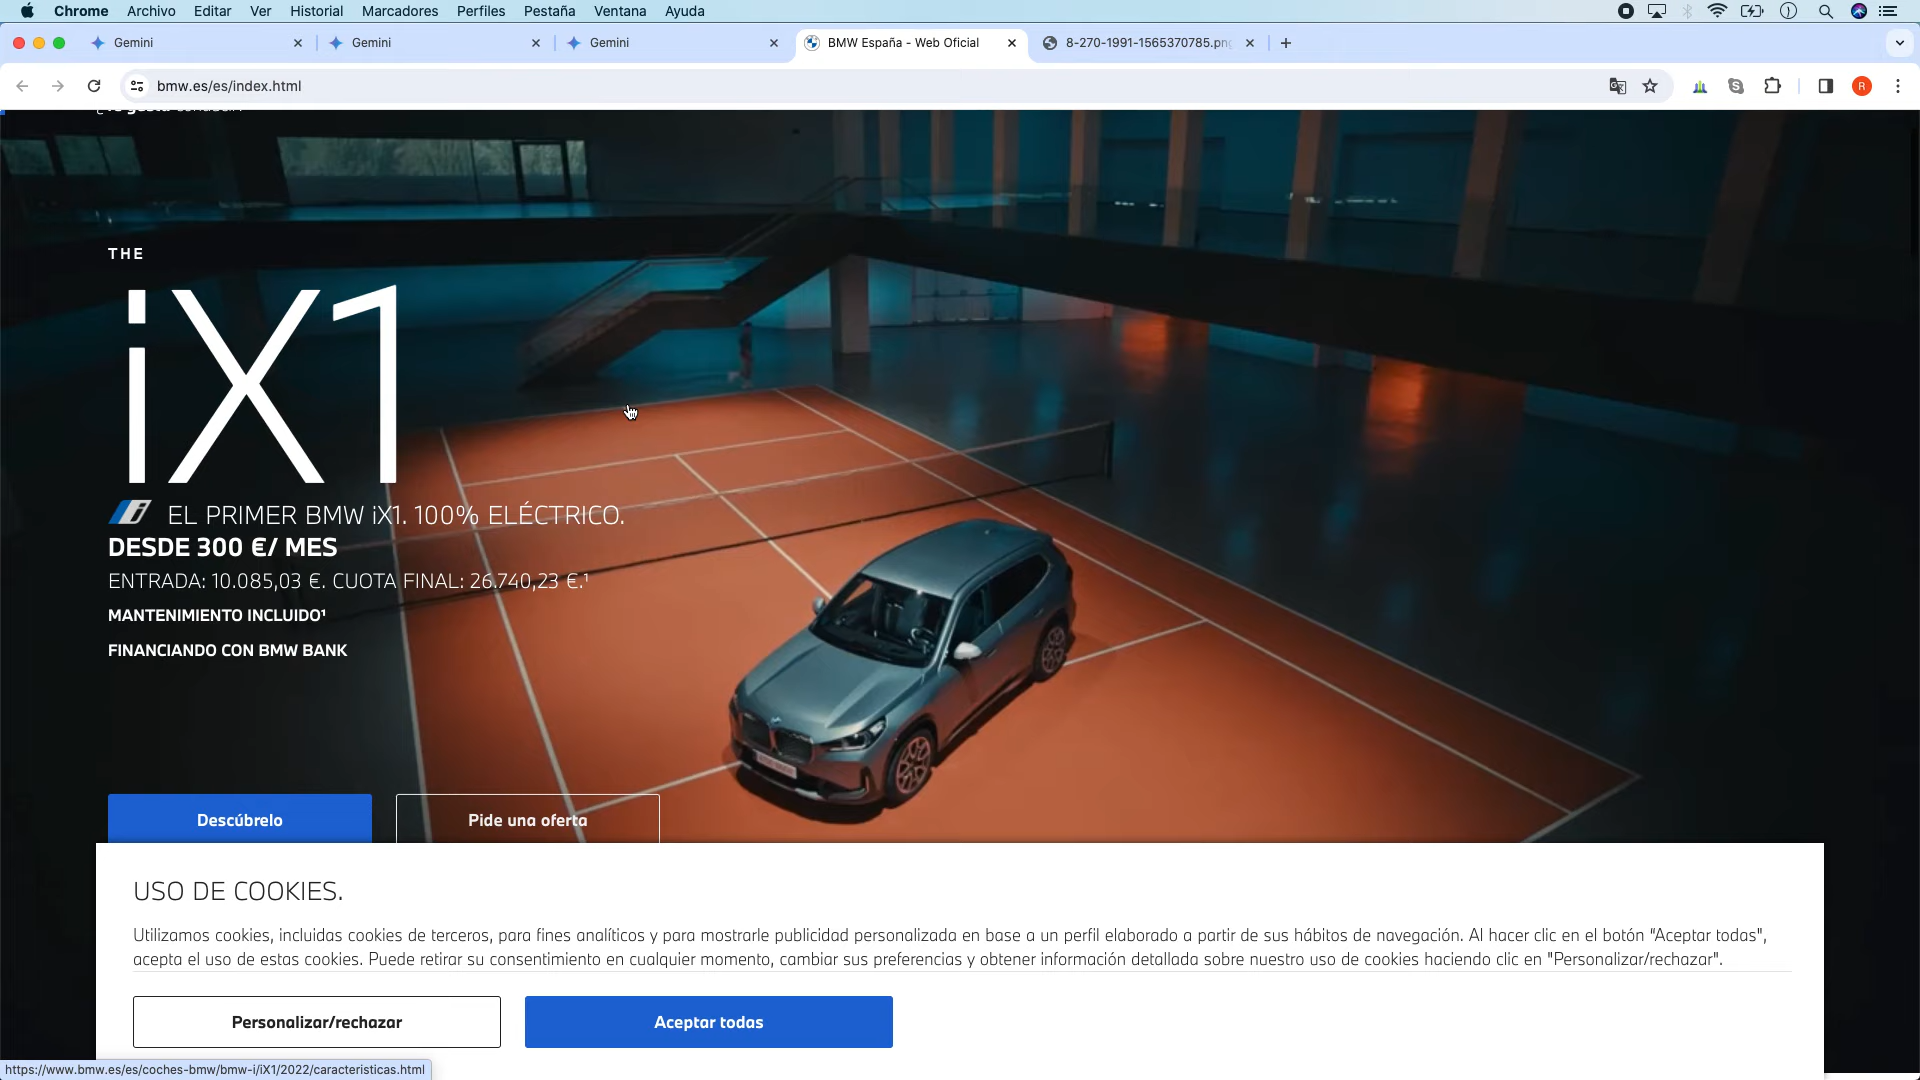 Chrome Archivo Editar Ver Historial Marcadores Perfiles Pestaña Ventana Ayuda
Gemini Gemini Gemini BMW España - Web Oficial 8-270-1991-1565370785.png
bmw.es/es/index.html
R
THE
iX1
EL PRIMER BMW iX1. 100% ELÉCTRICO.
DESDE 300 €/ MES
ENTRADA: 10.085,03 €. CUOTA FINAL: 26.740,23 €.¹
MANTENIMIENTO INCLUIDO¹
FINANCIANDO CON BMW BANK
Descúbrelo Pide una oferta
USO DE COOKIES.
Utilizamos cookies, incluidas cookies de terceros, para fines analíticos y para mostrarle publicidad personalizada en base a un perfil elaborado a partir de sus hábitos de navegación. Al hacer clic en el botón “Aceptar todas",
acepta el uso de estas cookies. Puede retirar su consentimiento en cualquier momento, cambiar sus preferencias y obtener información detallada sobre nuestro uso de cookies haciendo clic en "Personalizar/rechazar".
Personalizar/rechazar Aceptar todas
https://www.bmw.es/es/coches-bmw/bmw-i/iX1/2022/caracteristicas.html